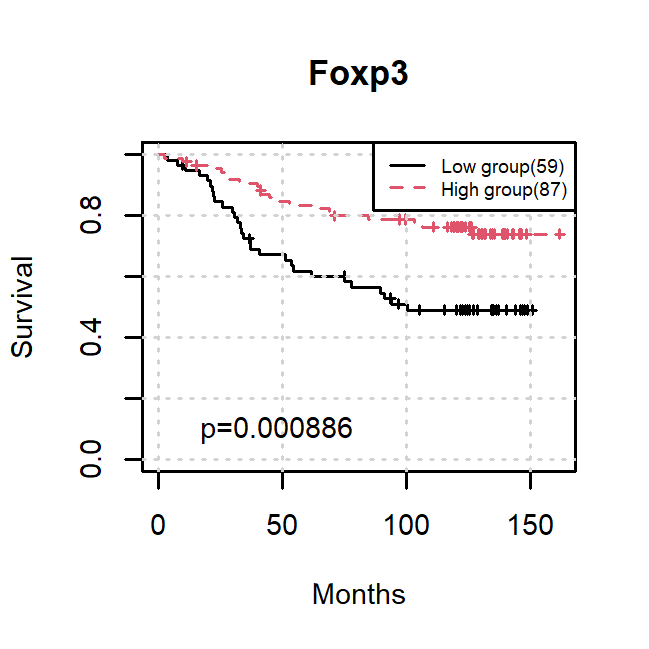 Foxp3
Low group(59)
High group(87)
0.8
0.4
0.0
Survival
p=0.000886
0 50 100 150
Months